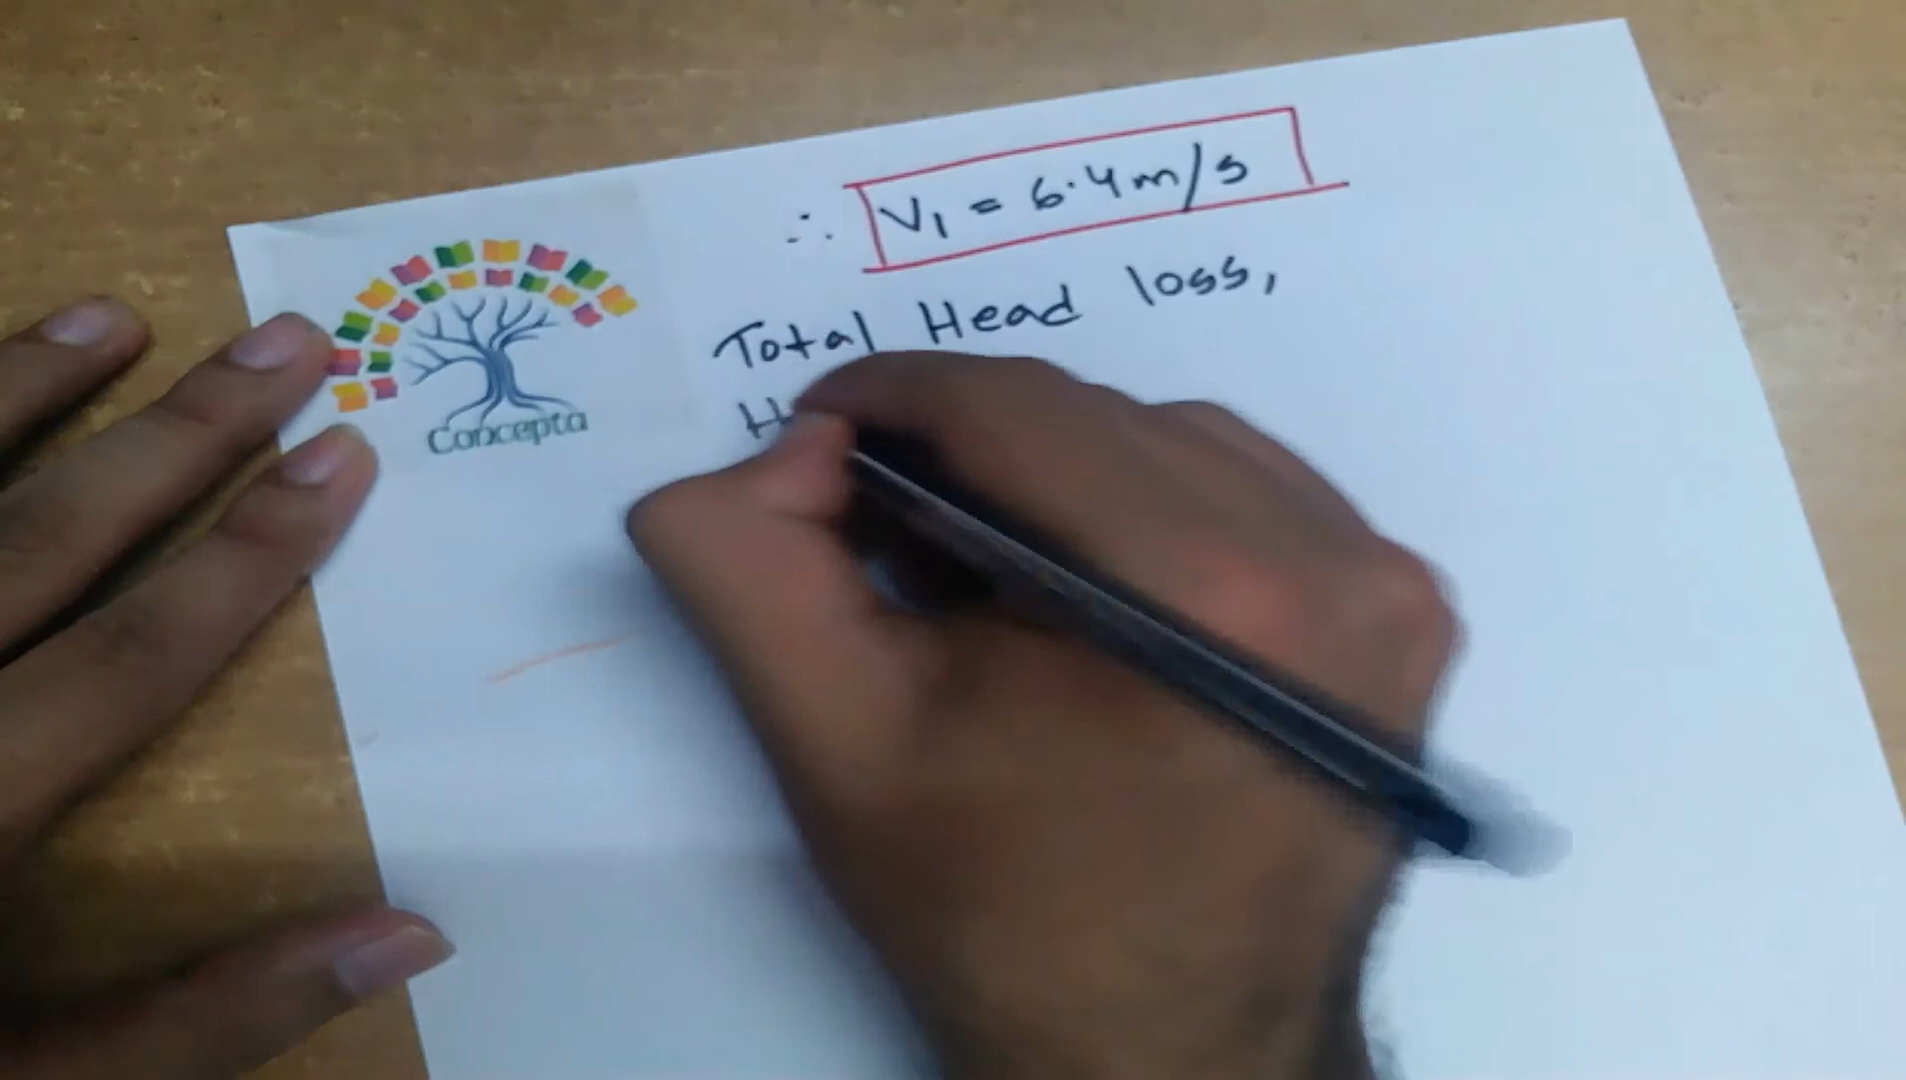 ∴ V₁ = 6.4 m/s
Total Head loss,
H
Concepta